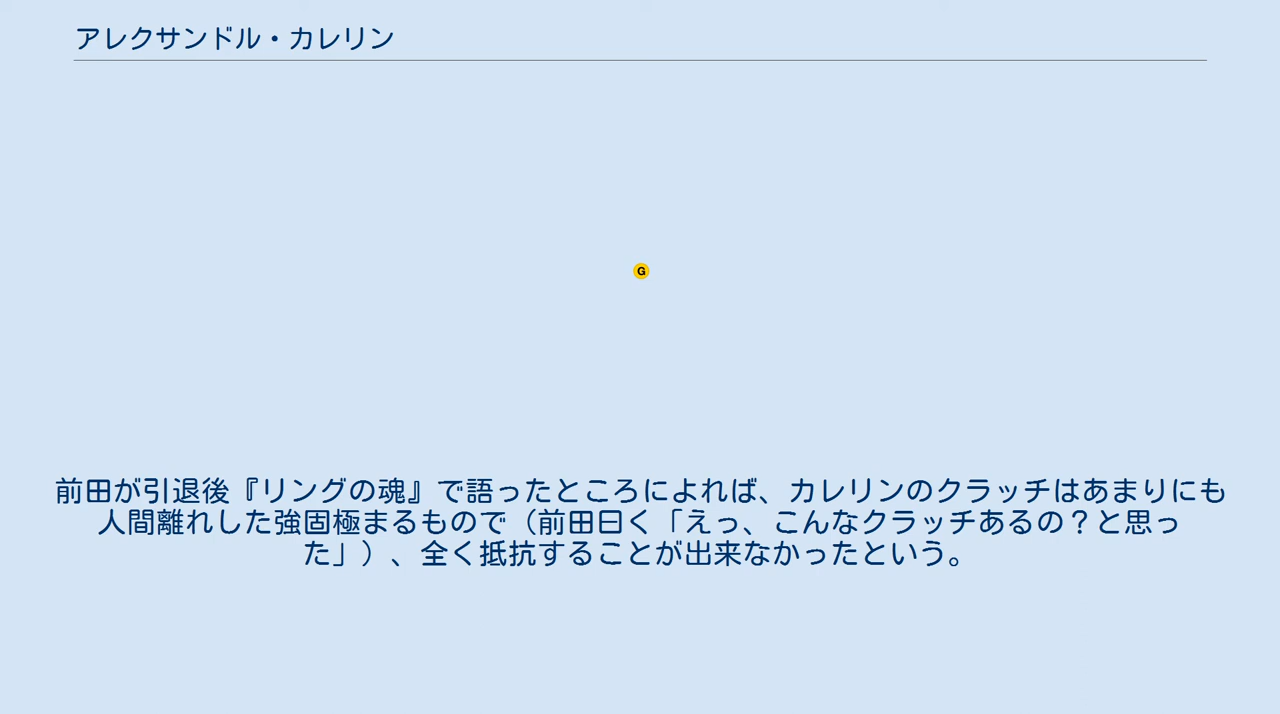 アレクサンドル・カレリン
G
前田が引退後『リングの魂』で語ったところによれば、カレリンのクラッチはあまりにも
人間離れした強固極まるもので（前田曰く「えっ、こんなクラッチあるの？と思っ
た」）、全く抵抗することが出来なかったという。